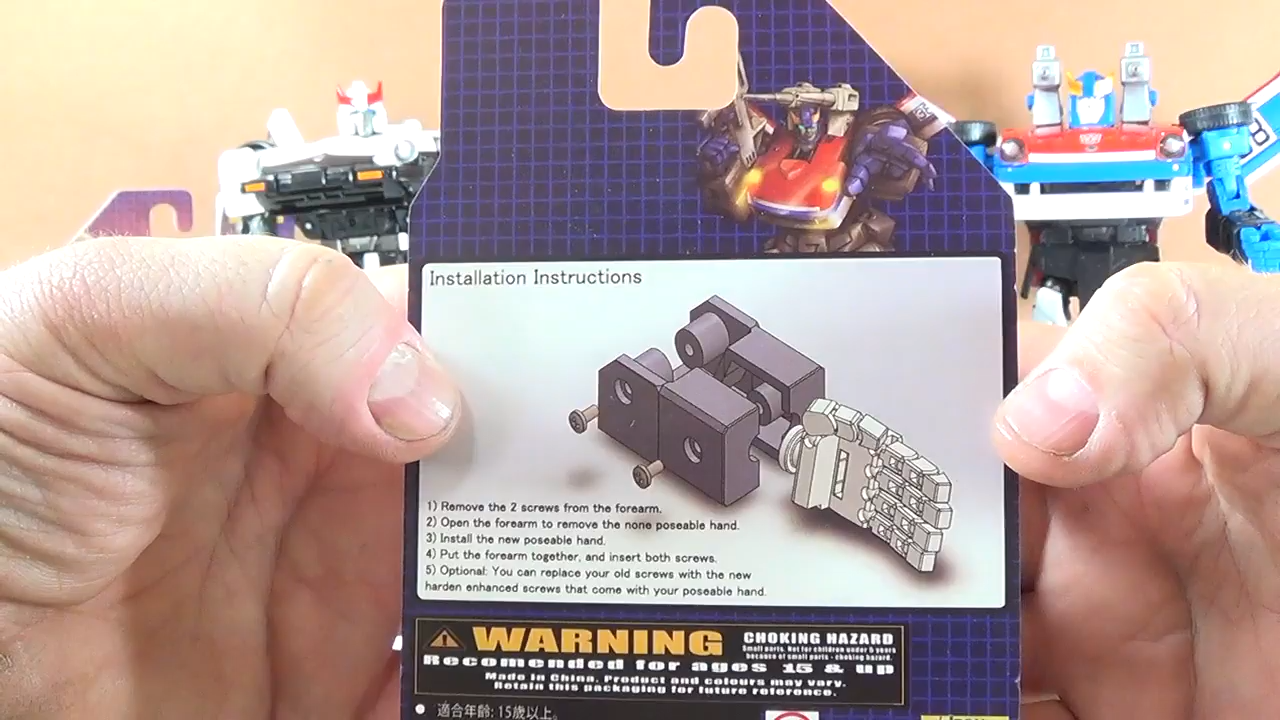 Installation Instructions
1) Remove the 2 screws from the forearm.
2) Open the forearm to remove the none poseable hand.
3) Install the new poseable hand.
4) Put the forearm together, and insert both screws.
5) Optional: You can replace your old screws with the new
harden enhanced screws that come with your poseable hand.
WARNING
CHOKING HAZARD
Small parts. Not for children under 5 years
because of small parts - choking hazard.
Recomended for ages 15 & up
Made in China. Product and colours may vary.
Retain this packaging for future reference.
● 適合年齡: 15歲以上。